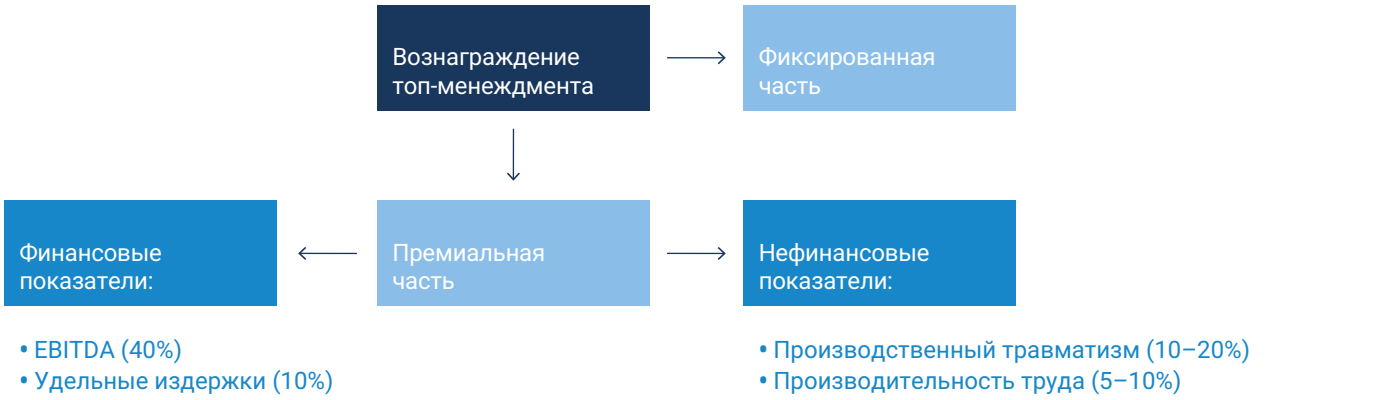 Вознаграждение
топ-менеждмента
Фиксированная
часть
Финансовые
показатели:
Премиальная
часть
Нефинансовые
показатели:
• EBITDA (40%)
• Удельные издержки (10%)
• Производственный травматизм (10–20%)
• Производительность труда (5–10%)